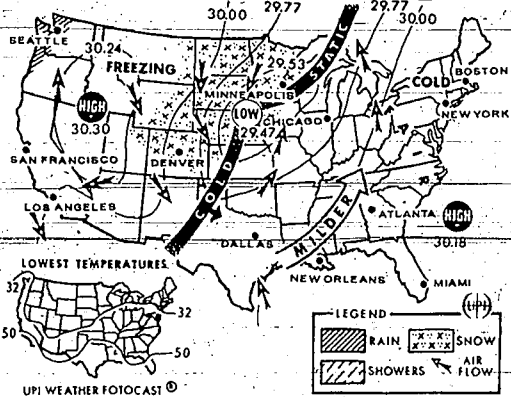 30.00 29.77 29.77 30.00
SEATTLE
30.24
FREEZING
29.53
STATIC
MINNEAPOLIS
COLD
BOSTON
HIGH
30.30
LOW
29.47
CHICAGO
NEW YORK
SAN FRANCISCO
DENVER
COLD
LOS ANGELES
ATLANTA
HIGH
30.18
DALLAS
MILDER
NEW ORLEANS
MIAMI
LOWEST TEMPERATURES
32
32
50
50
UPI WEATHER FOTOCAST ®
UPI
LEGEND
RAIN
SNOW
SHOWERS
AIR
FLOW